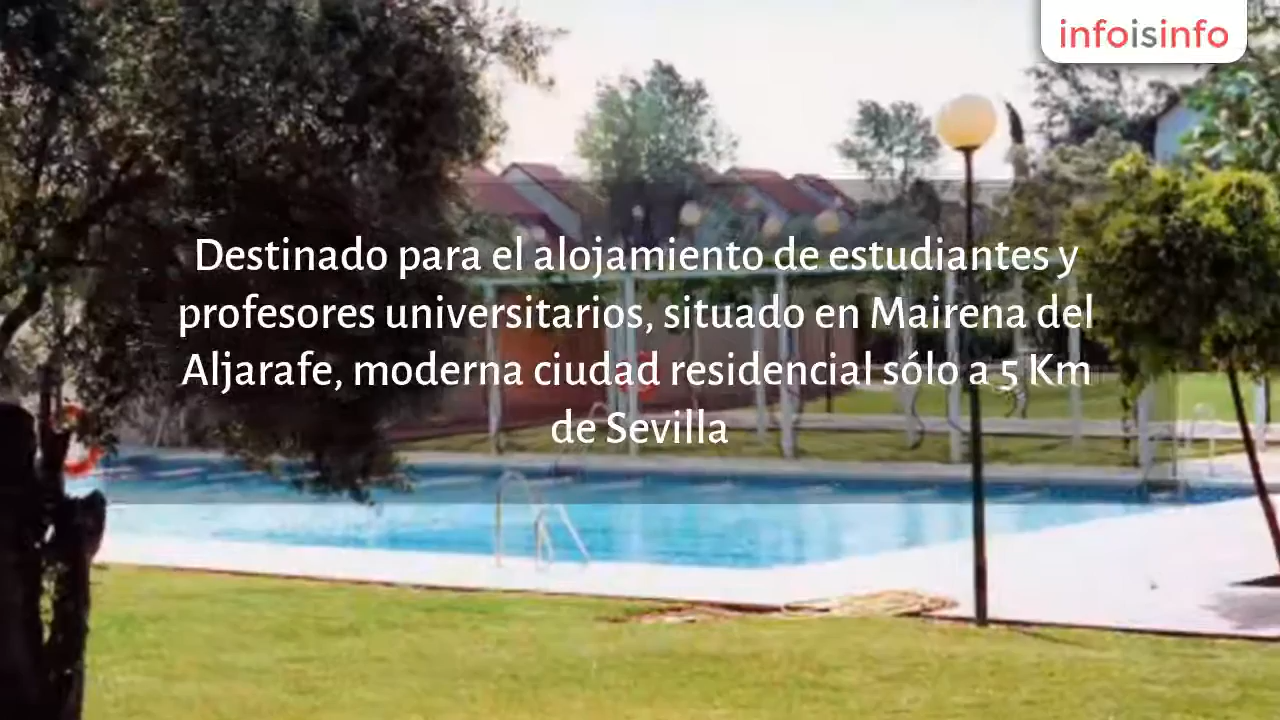 infoisinfo
Destinado para el alojamiento de estudiantes y
profesores universitarios, situado en Mairena del
Aljarafe, moderna ciudad residencial sólo a 5 Km
de Sevilla